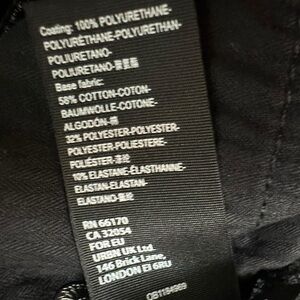 Coating: 100% POLYURETHANE-
POLYURÉTHANE-POLYURETHAN-
POLIURETANO-
POLIURETANO-聚氨酯
Base fabric:
58% COTTON-COTON-
BAUMWOLLE-COTONE-
ALGODÓN-棉
32% POLYESTER-POLYESTER-
POLYESTER-POLIESTERE-
POLIÉSTER-涤纶
10% ELASTANE-ÉLASTHANNE-
ELASTAN-ELASTAN-
ELASTANO-氨纶
RN 66170
CA 32054
FOR EU
URBN UK Ltd.
146 Brick Lane,
LONDON E1 6RU
OB1184969